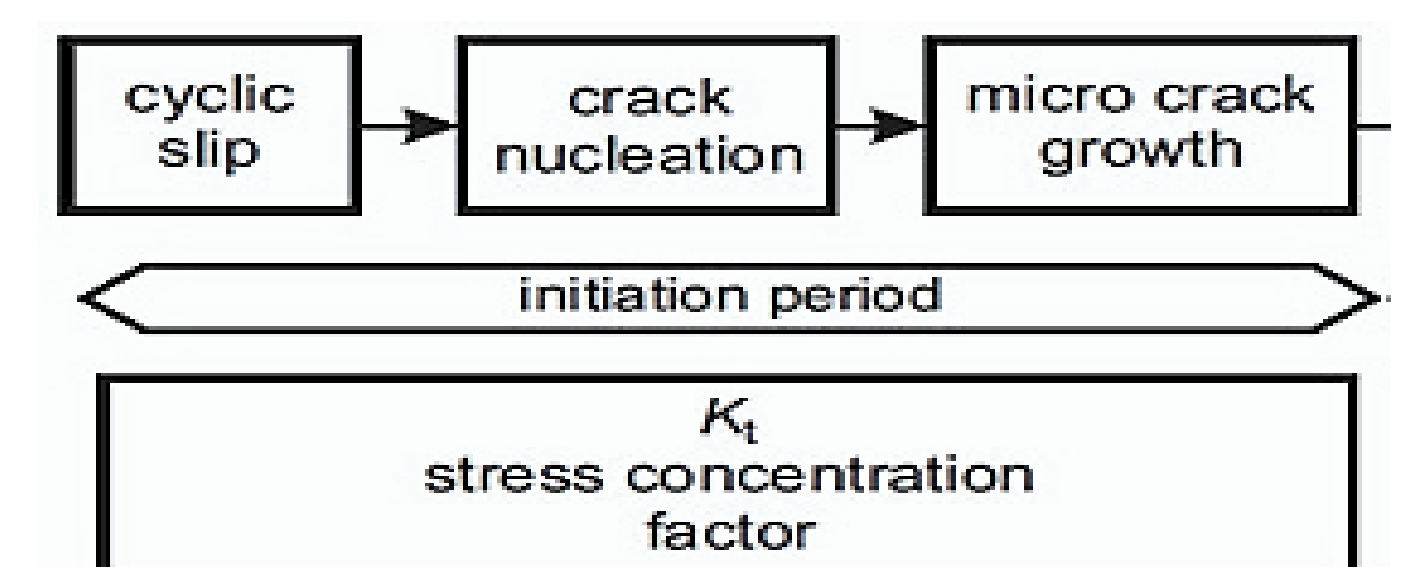 cyclic
slip
crack
nucleation
micro crack
growth
initiation period
Kt
stress concentration
factor